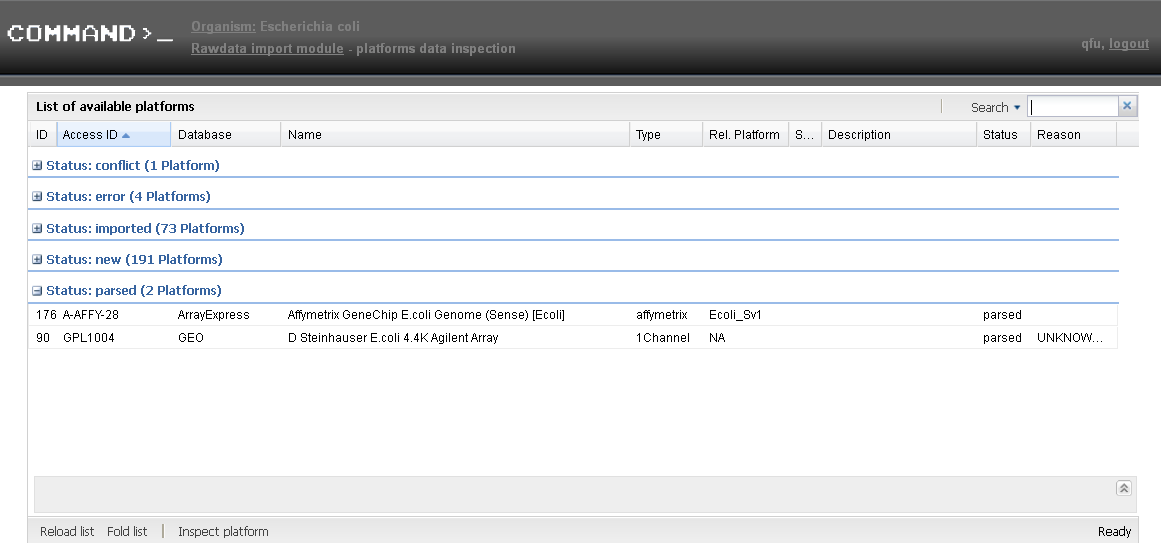 COMMAND>_
Organism: Escherichia coli
Rawdata import module - platforms data inspection
qfu, logout
List of available platforms Search
ID Access ID Database Name Type Rel. Platform S... Description Status Reason
Status: conflict (1 Platform)
Status: error (4 Platforms)
Status: imported (73 Platforms)
Status: new (191 Platforms)
Status: parsed (2 Platforms)
176 A-AFFY-28 ArrayExpress Affymetrix GeneChip E.coli Genome (Sense) [Ecoli] affymetrix Ecoli_Sv1 parsed
90 GPL1004 GEO D Steinhauser E.coli 4.4K Agilent Array 1Channel NA parsed UNKNOW...
Reload list Fold list Inspect platform Ready